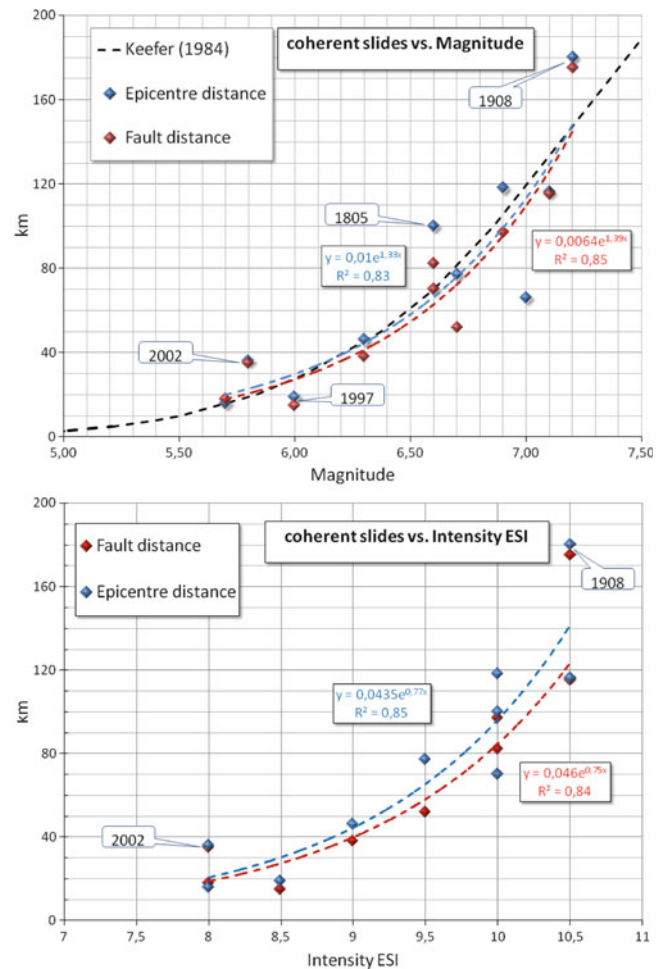 200
coherent slides vs. Magnitude
Keefer (1984)
Epicentre distance
Fault distance
1908
160
120
1805
80
y = 0,01e^1,33x
R² = 0,83
y = 0,0064e^1,39x
R² = 0,85
km
40
2002
1997
0
5,00 5,50 6,00 6,50 7,00 7,50
Magnitude
200
coherent slides vs. Intensity ESI
Fault distance
Epicentre distance
1908
160
120
y = 0,0435e^0,77x
R² = 0,85
80
y = 0,046e^0,75x
R² = 0,84
km
40
2002
0
7 7,5 8 8,5 9 9,5 10 10,5 11
Intensity ESI